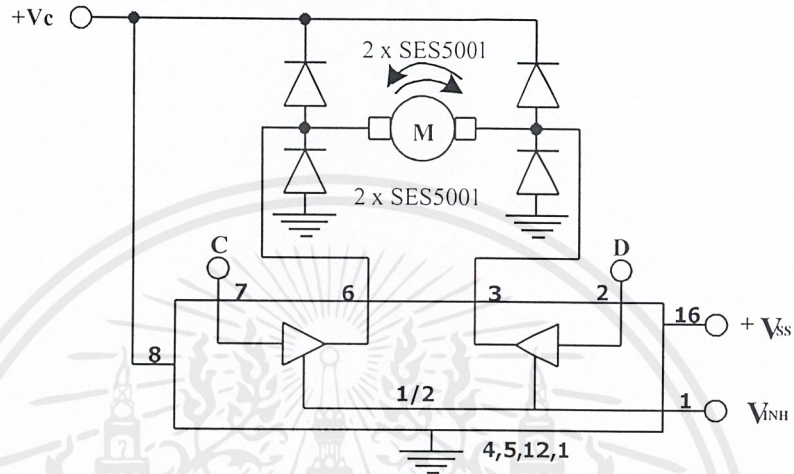 +Vc
2 x SES5001
M
2 x SES5001
C
D
7
6
3
2
16
+ Vss
8
1/2
1
VINH
4,5,12,1